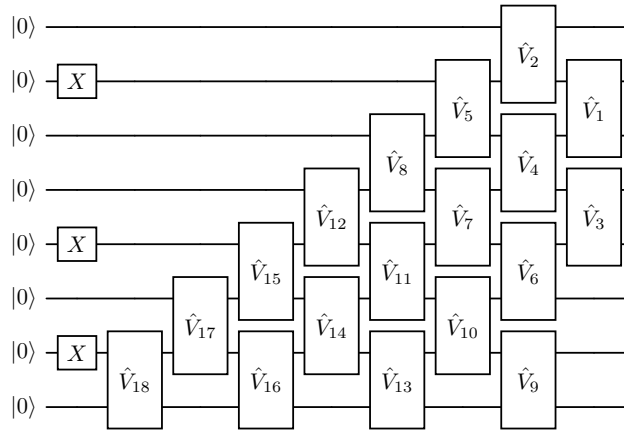 |0⟩ V̂₂
|0⟩ X V̂₅ V̂₁
|0⟩ V̂₈ V̂₄
|0⟩ V̂₁₂ V̂₇ V̂₃
|0⟩ X V̂₁₅ V̂₁₁ V̂₆
|0⟩ V̂₁₇ V̂₁₄ V̂₁₀
|0⟩ X V̂₁₈ V̂₁₆ V̂₁₃ V̂₉
|0⟩